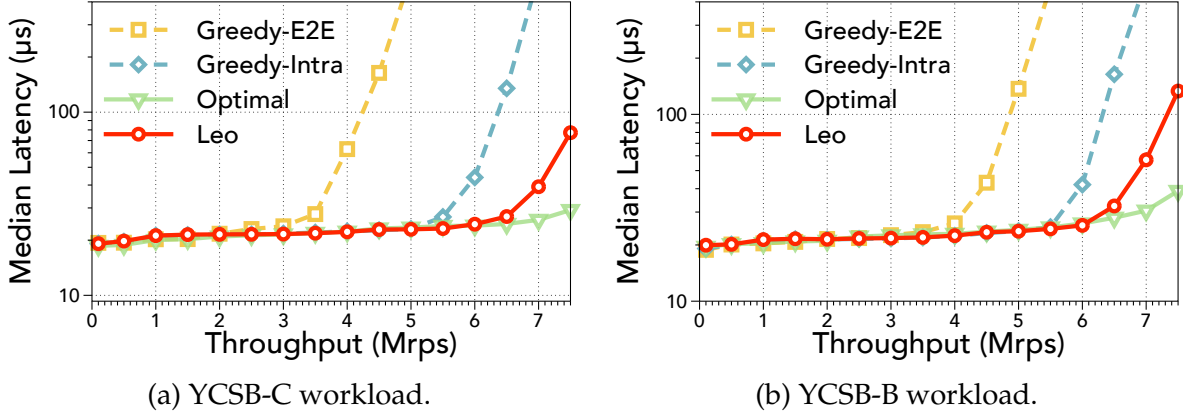 Median Latency (µs)
100
10
Greedy-E2E
Greedy-Intra
Optimal
Leo
0 1 2 3 4 5 6 7
Throughput (Mrps)
(a) YCSB-C workload.
Median Latency (µs)
100
10
Greedy-E2E
Greedy-Intra
Optimal
Leo
0 1 2 3 4 5 6 7
Throughput (Mrps)
(b) YCSB-B workload.